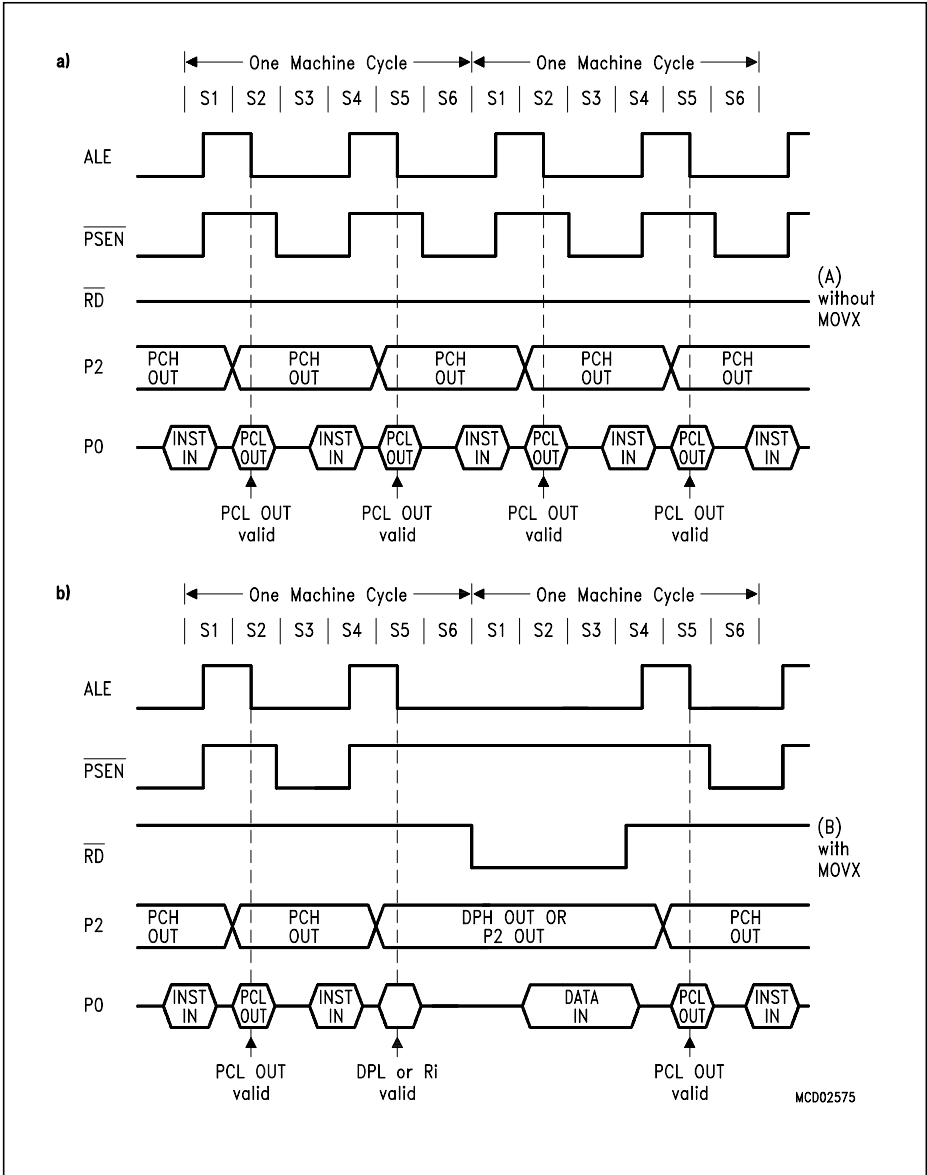 a)
One Machine Cycle One Machine Cycle
S1 S2 S3 S4 S5 S6 S1 S2 S3 S4 S5 S6
ALE
PSEN
RD
(A)
without
MOVX
P2
PCH PCH PCH PCH PCH
OUT OUT OUT OUT OUT
P0
INST PCL INST PCL INST PCL INST PCL INST
IN OUT IN OUT IN OUT IN OUT IN
PCL OUT PCL OUT PCL OUT PCL OUT
valid valid valid valid
b)
One Machine Cycle One Machine Cycle
S1 S2 S3 S4 S5 S6 S1 S2 S3 S4 S5 S6
ALE
PSEN
RD
(B)
with
MOVX
P2
PCH PCH DPH OUT OR PCH
OUT OUT P2 OUT OUT
P0
INST PCL INST DATA PCL INST
IN OUT IN IN OUT IN
PCL OUT DPL or Ri PCL OUT
valid valid valid
MCD02575